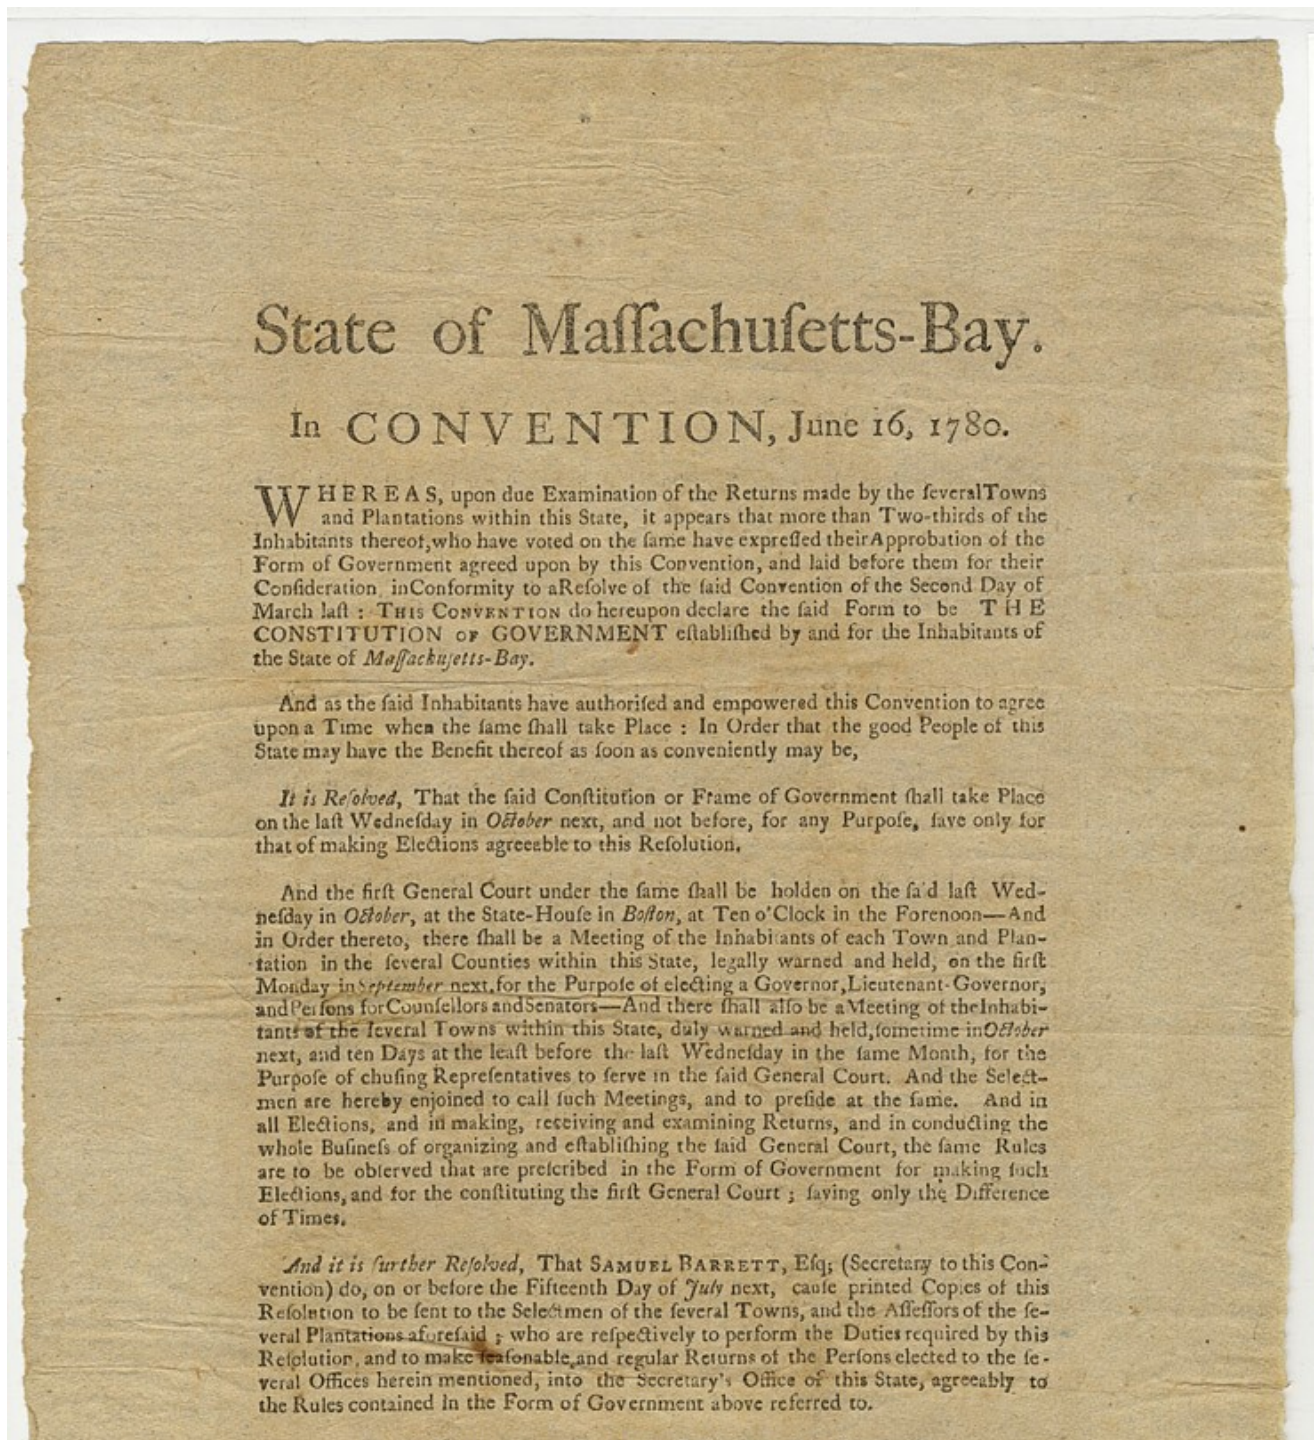 State of Maſſachuſetts-Bay.
In CONVENTION, June 16, 1780.
WHEREAS, upon due Examination of the Returns made by the ſeveral Towns
and Plantations within this State, it appears that more than Two-thirds of the
Inhabitants thereof, who have voted on the ſame have expreſſed their Approbation of the
Form of Government agreed upon by this Convention, and laid before them for their
Conſideration, in Conformity to a Reſolve of the ſaid Convention of the Second Day of
March laſt : THIS CONVENTION do hereupon declare the ſaid Form to be THE
CONSTITUTION OF GOVERNMENT eſtabliſhed by and for the Inhabitants of
the State of Maſſachuſetts-Bay.
And as the ſaid Inhabitants have authoriſed and empowered this Convention to agree
upon a Time when the ſame ſhall take Place : In Order that the good People of this
State may have the Benefit thereof as ſoon as conveniently may be,
It is Reſolved, That the ſaid Conſtitution or Frame of Government ſhall take Place
on the laſt Wedneſday in October next, and not before, for any Purpoſe, ſave only for
that of making Elections agreeable to this Reſolution.
And the firſt General Court under the ſame ſhall be holden on the ſa'd laſt Wed-
neſday in October, at the State-Houſe in Boſton, at Ten o'Clock in the Forenoon—And
in Order thereto, there ſhall be a Meeting of the Inhabitants of each Town and Plan-
tation in the ſeveral Counties within this State, legally warned and held, on the firſt
Monday in September next, for the Purpoſe of electing a Governor, Lieutenant-Governor,
and Perſons for Counſellors and Senators—And there ſhall alſo be a Meeting of the Inhabi-
tants of the ſeveral Towns within this State, duly warned and held, ſometime in October
next, and ten Days at the leaſt before the laſt Wedneſday in the ſame Month, for the
Purpoſe of chuſing Repreſentatives to ſerve in the ſaid General Court. And the Select-
men are hereby enjoined to call ſuch Meetings, and to preſide at the ſame. And in
all Elections, and in making, receiving and examining Returns, and in conducting the
whole Buſineſs of organizing and eſtabliſhing the ſaid General Court, the ſame Rules
are to be obſerved that are preſcribed in the Form of Government for making ſuch
Elections, and for the conſtituting the firſt General Court ; ſaving only the Difference
of Times.
And it is further Reſolved, That SAMUEL BARRETT, Eſq; (Secretary to this Con-
vention) do, on or before the Fifteenth Day of July next, cauſe printed Copies of this
Reſolution to be ſent to the Selectmen of the ſeveral Towns, and the Aſſeſſors of the ſe-
veral Plantations aforeſaid ; who are reſpectively to perform the Duties required by this
Reſolution, and to make ſeaſonable, and regular Returns of the Perſons elected to the ſe-
veral Offices herein mentioned, into the Secretary's Office of this State, agreeably to
the Rules contained in the Form of Government above referred to.